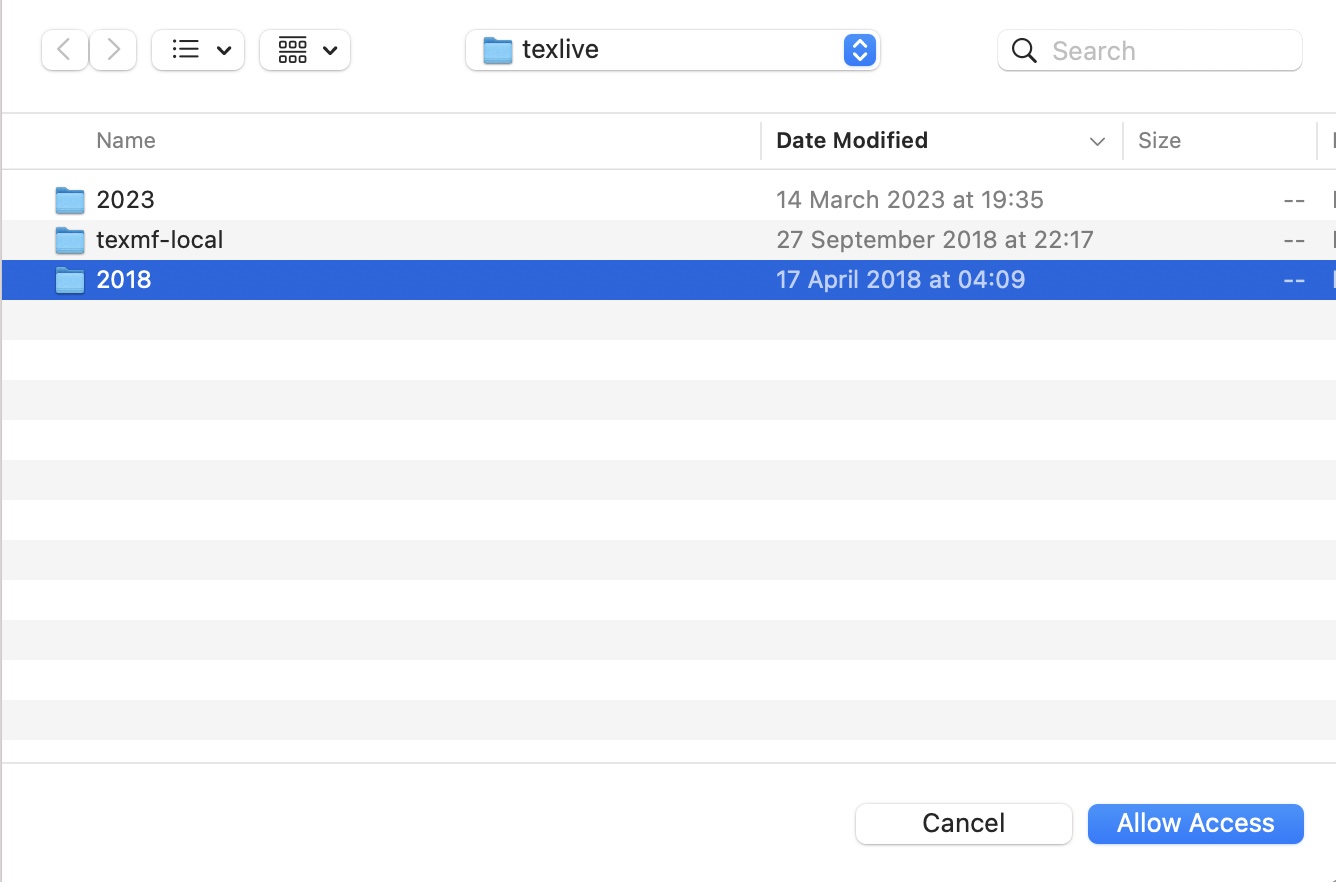 texlive
Search
Name Date Modified Size
2023 14 March 2023 at 19:35 --
texmf-local 27 September 2018 at 22:17 --
2018 17 April 2018 at 04:09 --
Cancel Allow Access